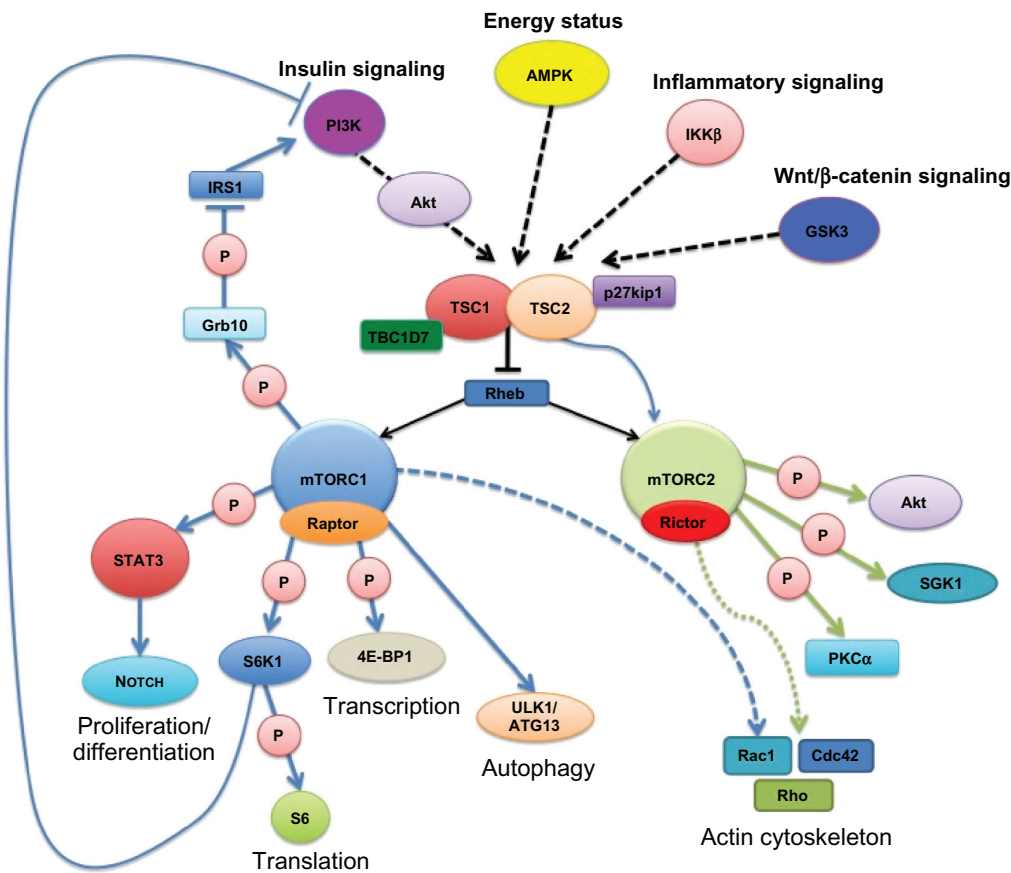 Energy status
Insulin signaling
AMPK
Inflammatory signaling
PI3K
IKKβ
IRS1
Wnt/β-catenin signaling
Akt
GSK3
P
TSC1
TSC2
p27kip1
Grb10
TBC1D7
P
Rheb
mTORC1
mTORC2
P
P
Akt
Raptor
Rictor
P
STAT3
P
P
P
SGK1
S6K1
4E-BP1
PKCα
NOTCH
Transcription
ULK1/
ATG13
Proliferation/
differentiation
P
Rac1
Cdc42
Autophagy
Rho
S6
Actin cytoskeleton
Translation